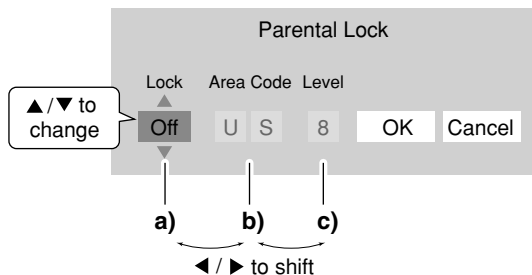 Parental Lock
Lock Area Code Level
▲/▼ to
change
Off U S 8 OK Cancel
a) b) c)
◀ / ▶ to shift